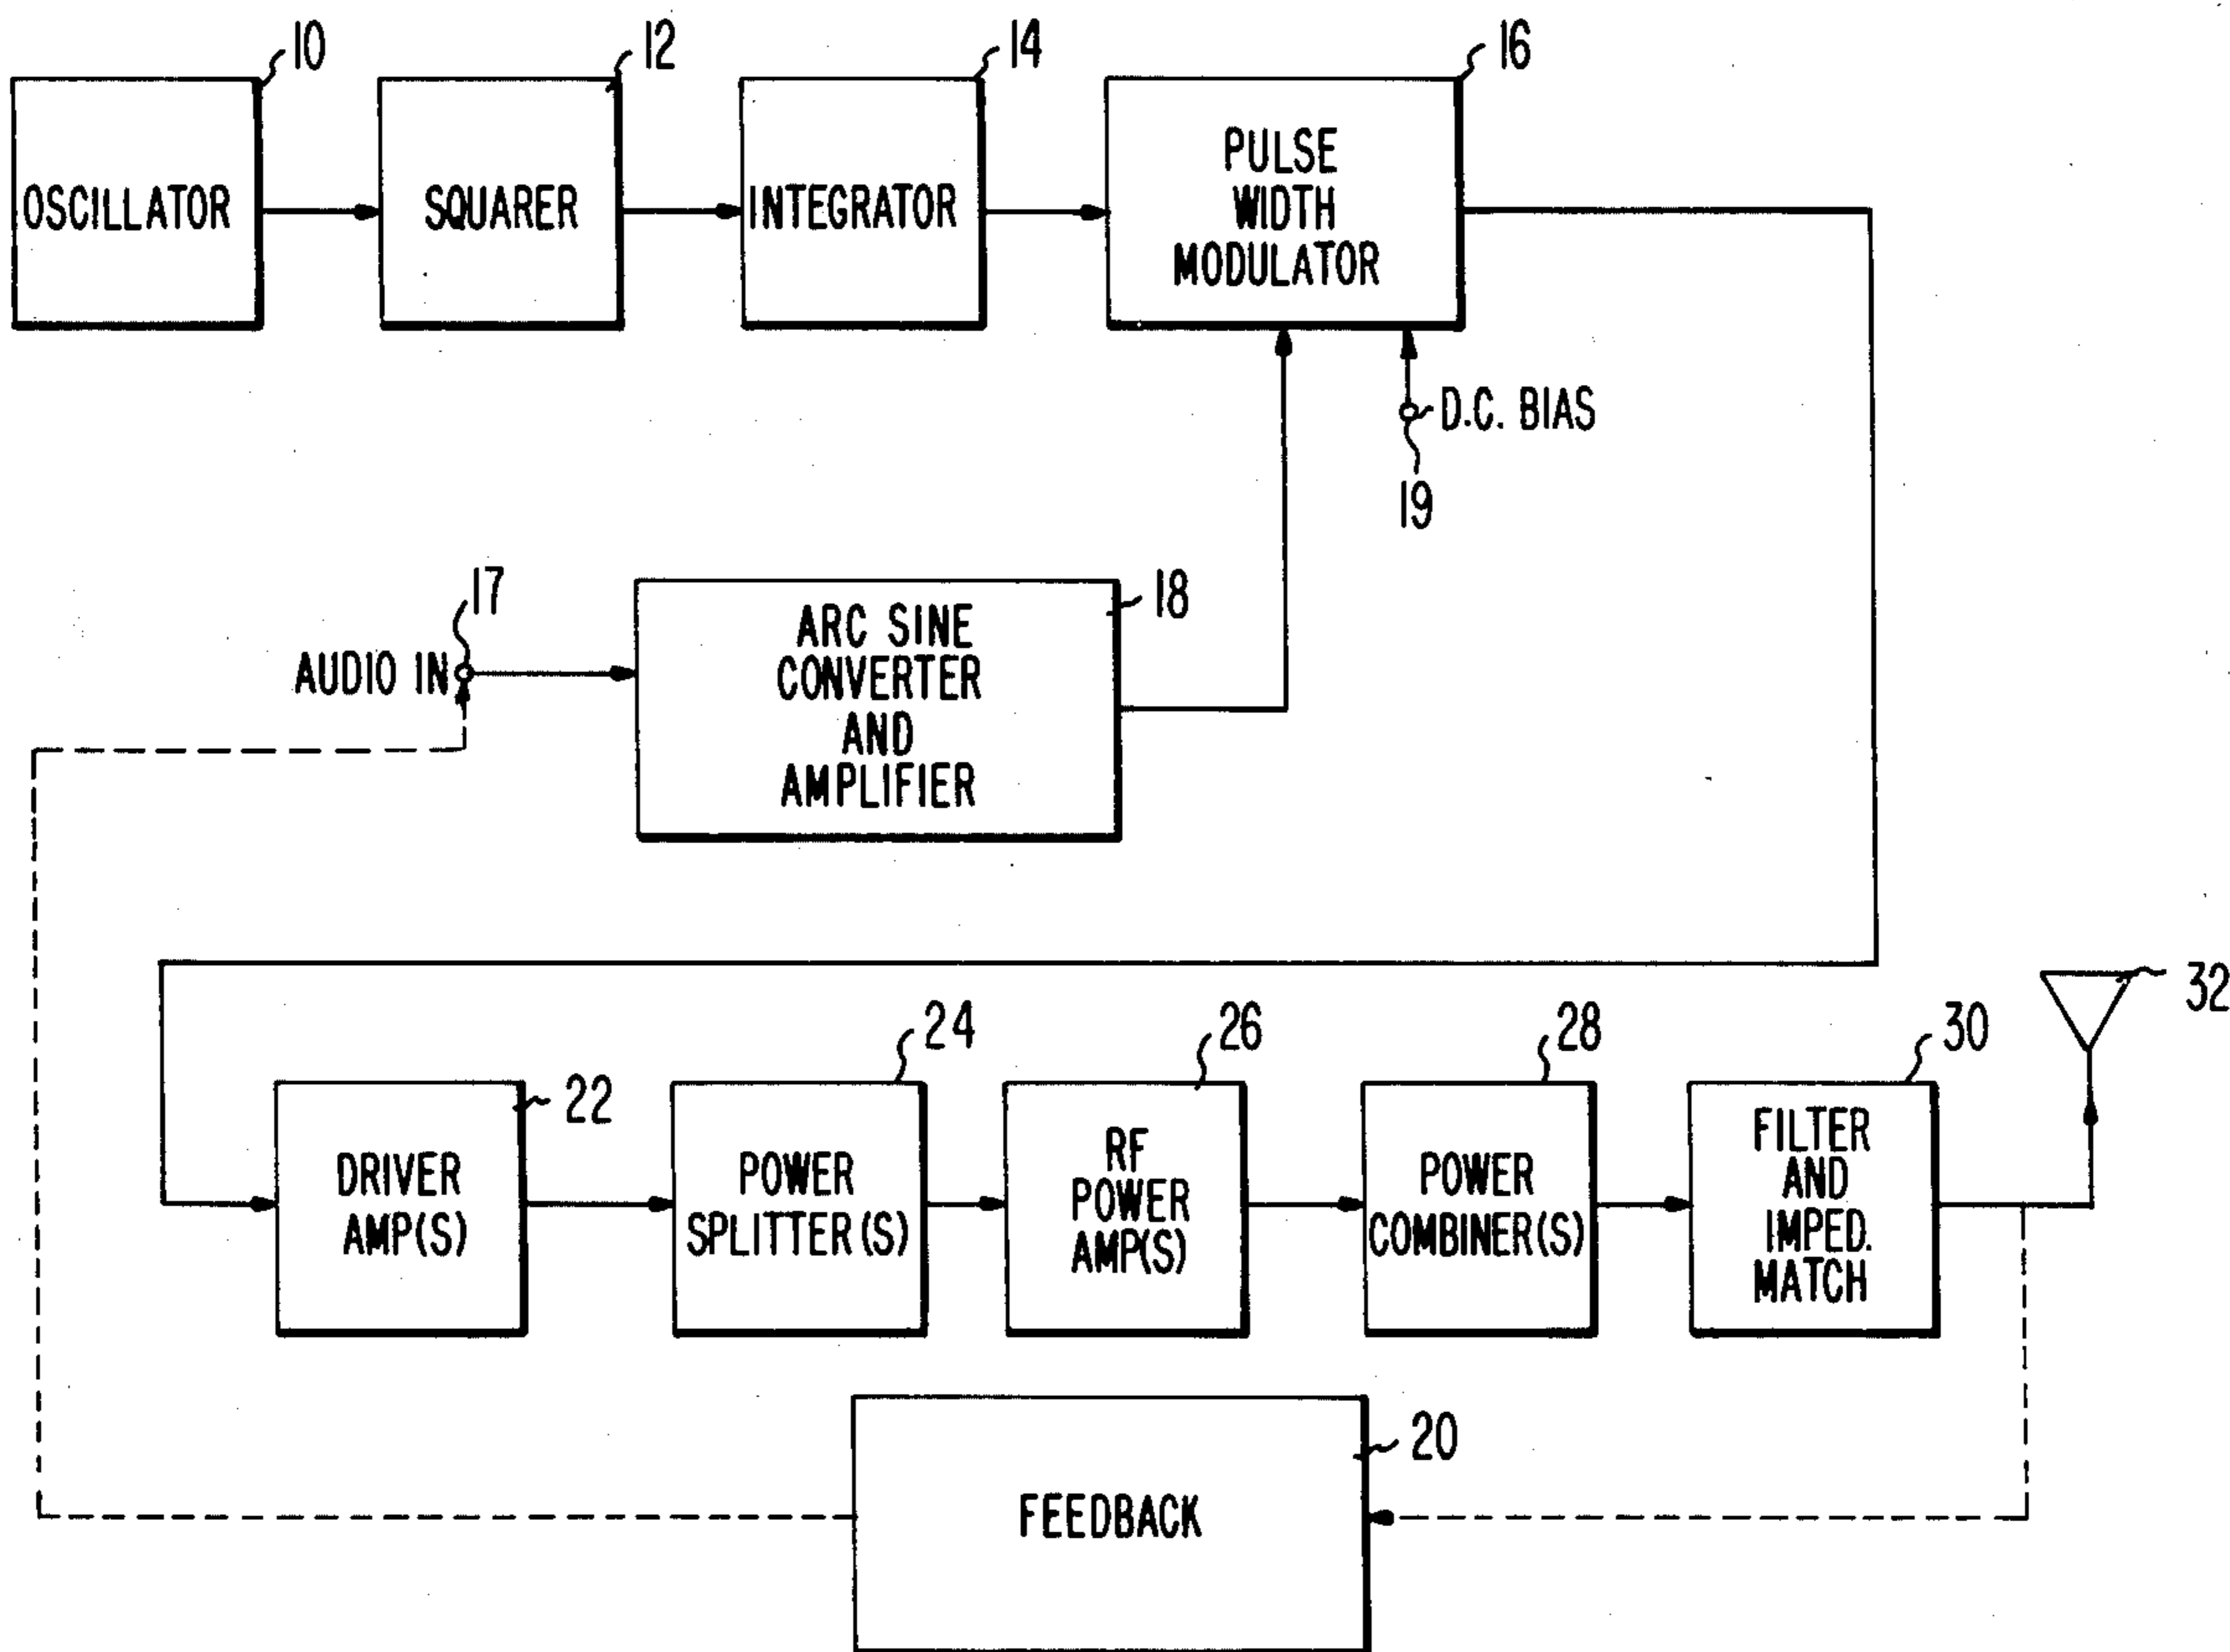 10
12
14
16
OSCILLATOR
SQUARER
INTEGRATOR
PULSE
WIDTH
MODULATOR
D.C. BIAS
19
17
AUDIO IN
18
ARC SINE
CONVERTER
AND
AMPLIFIER
32
22
24
26
28
30
DRIVER
AMP(S)
POWER
SPLITTER(S)
RF
POWER
AMP(S)
POWER
COMBINER(S)
FILTER
AND
IMPED.
MATCH
20
FEEDBACK